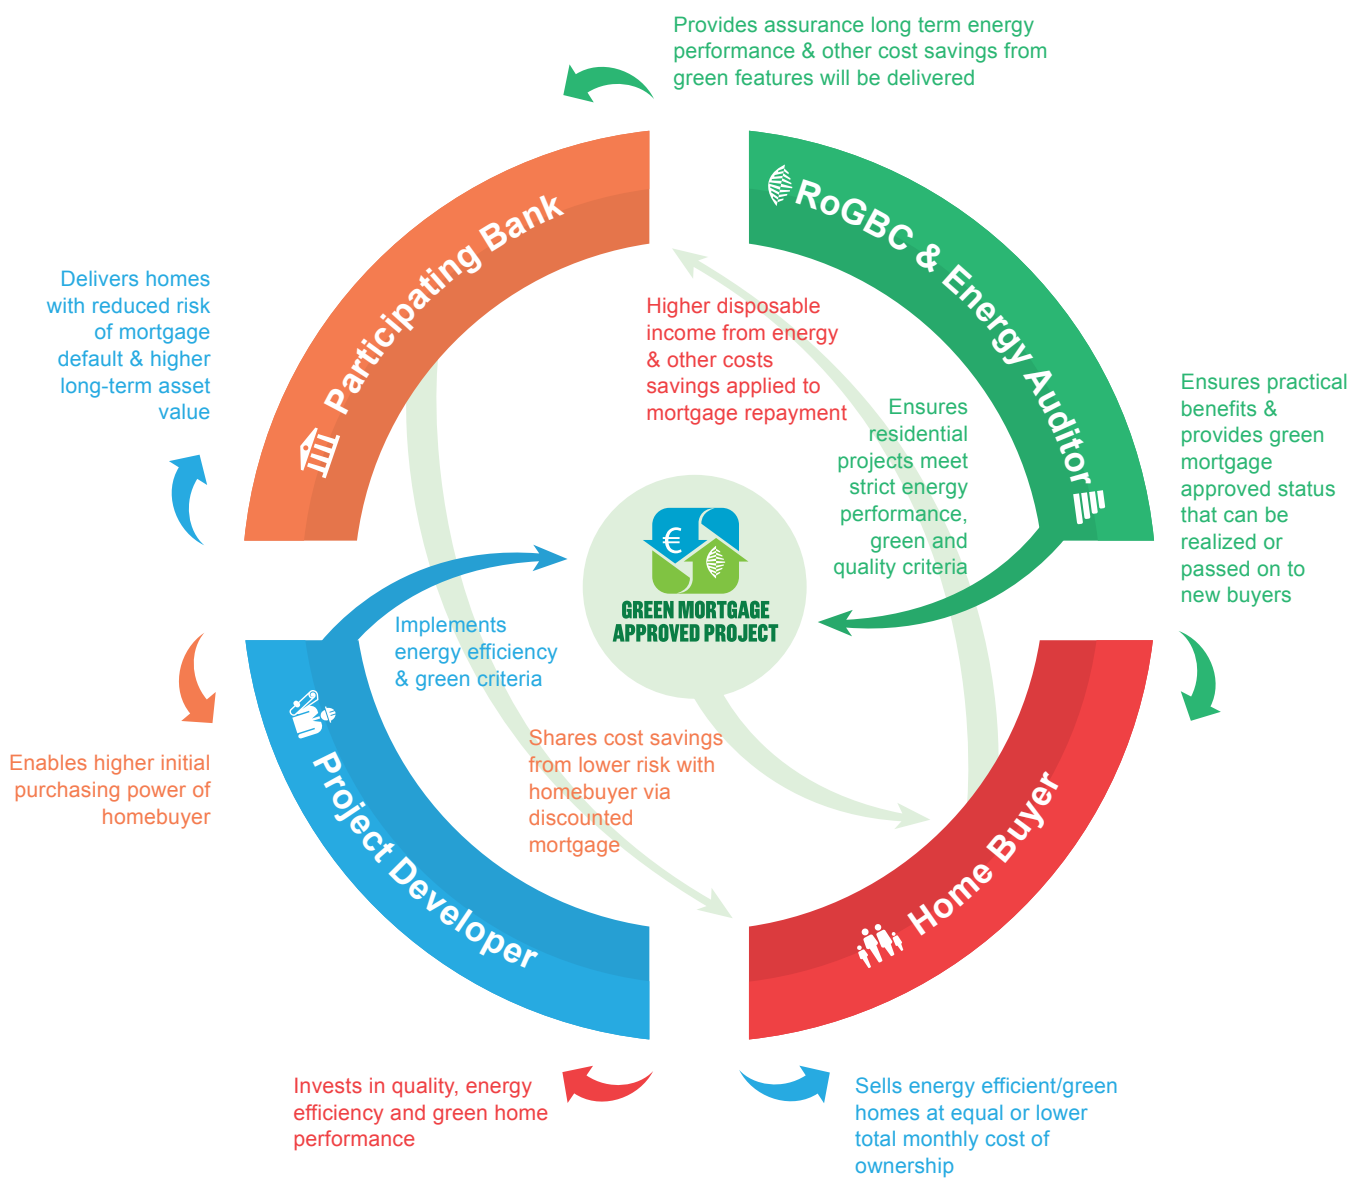 Provides assurance long term energy
performance & other cost savings from
green features will be delivered
Participating Bank
RoGBC & Energy Auditor
Delivers homes
with reduced risk
of mortgage
default & higher
long-term asset
value
Higher disposable
income from energy
& other costs
savings applied to
mortgage repayment
Ensures
residential
projects meet
strict energy
performance,
green and
quality criteria
Ensures practical
benefits &
provides green
mortgage
approved status
that can be
realized or
passed on to
new buyers
€
GREEN MORTGAGE
APPROVED PROJECT
Implements
energy efficiency
& green criteria
Enables higher initial
purchasing power of
homebuyer
Shares cost savings
from lower risk with
homebuyer via
discounted
mortgage
Project Developer
Home Buyer
Invests in quality, energy
efficiency and green home
performance
Sells energy efficient/green
homes at equal or lower
total monthly cost of
ownership